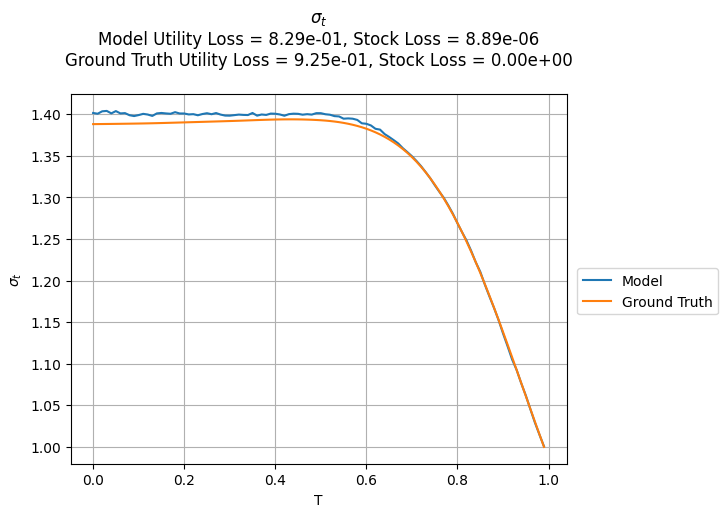 σt
Model Utility Loss = 8.29e-01, Stock Loss = 8.89e-06
Ground Truth Utility Loss = 9.25e-01, Stock Loss = 0.00e+00
1.40
1.35
1.30
1.25
1.20
1.15
1.10
1.05
1.00
σt
0.0 0.2 0.4 0.6 0.8 1.0
T
Model
Ground Truth